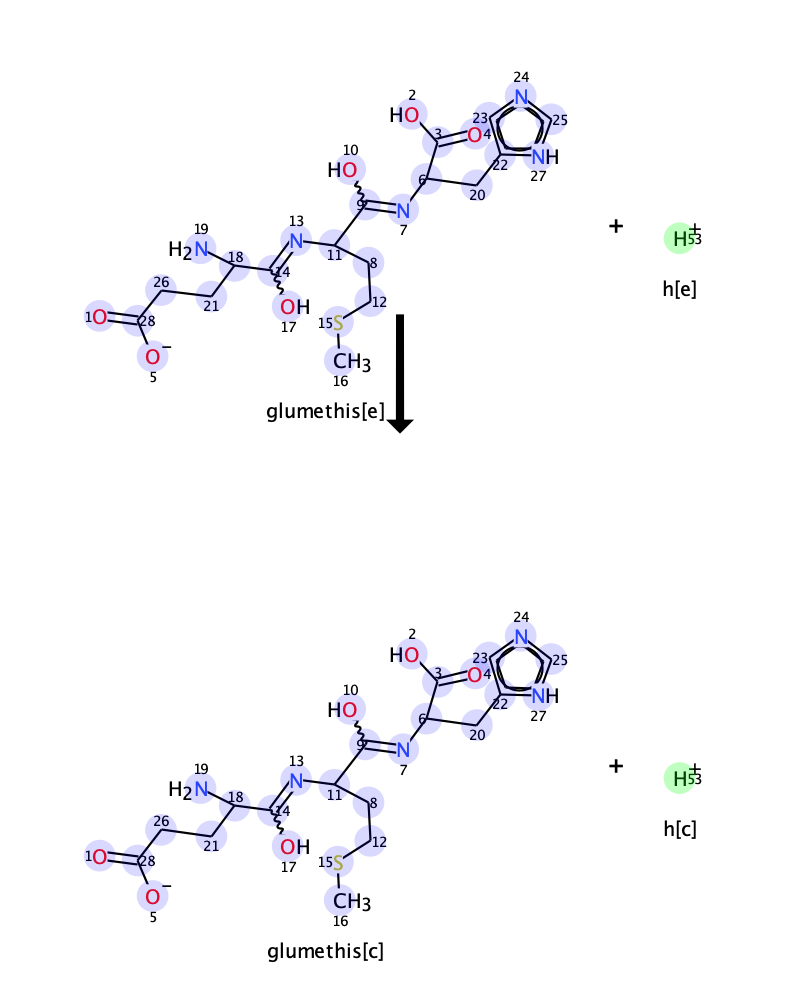 24
2
HO
N
3
O
4
23
25
10
HO
22
NH
27
6
20
9
N
7
19
H2N
13
N
18
14
11
8
+
H+
53
h[e]
26
21
OH
17
12
1
O
28
15
S
O−
5
CH3
16
glumethis[e]
24
2
HO
N
3
O
4
23
25
10
HO
22
NH
27
6
20
9
N
7
19
H2N
13
N
18
14
11
8
+
H+
53
h[c]
26
21
OH
17
12
1
O
28
15
S
O−
5
CH3
16
glumethis[c]